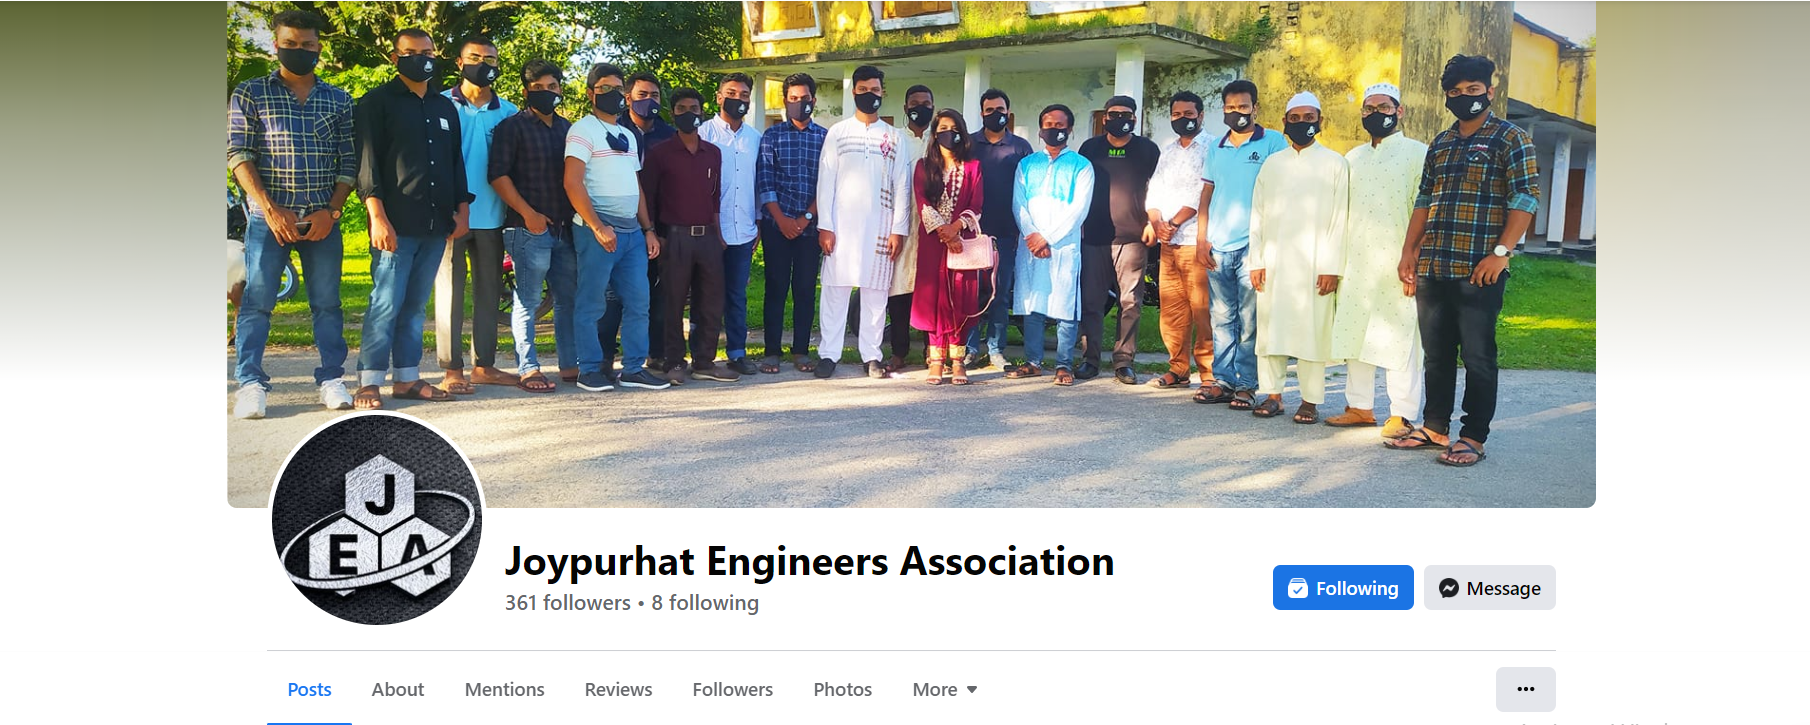 J
E A
Joypurhat Engineers Association
361 followers • 8 following
Following
Message
Posts
About
Mentions
Reviews
Followers
Photos
More